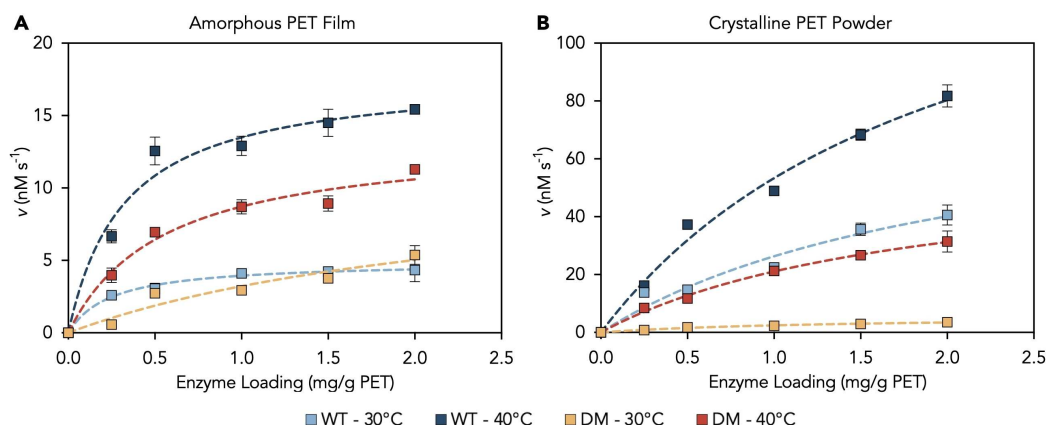 A
Amorphous PET Film
20
15
10
5
0
v (nM s⁻¹)
0.0 0.5 1.0 1.5 2.0 2.5
Enzyme Loading (mg/g PET)
B
Crystalline PET Powder
100
80
60
40
20
0
v (nM s⁻¹)
0.0 0.5 1.0 1.5 2.0 2.5
Enzyme Loading (mg/g PET)
WT - 30°C WT - 40°C DM - 30°C DM - 40°C